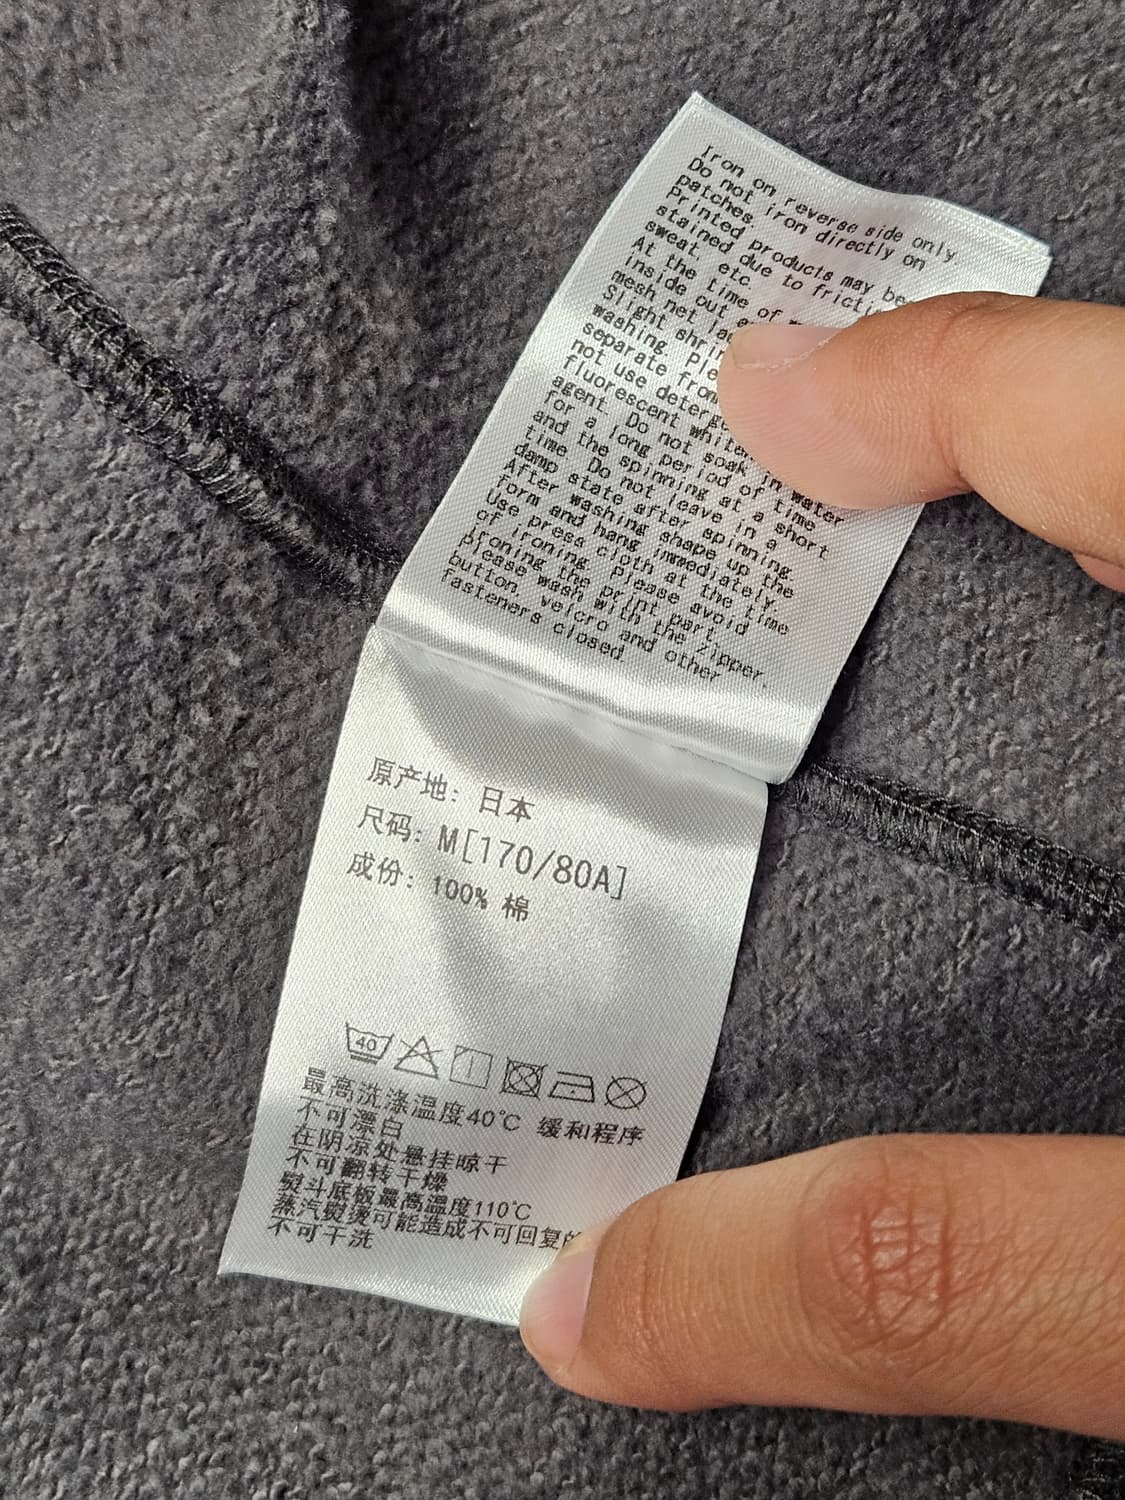 Iron on reverse side only.
Do not iron directly on
patches.
Printed products may be
stained due to
sweat, etc.
At the time of
inside out
mesh net
Slight
washing.
separate from
not use
fluorescent
agent. Do not soak in water
for a long period of time
and the spinning at a short
time. Do not leave in a
damp state after spinning.
After washing shape up the
form and hang immediately.
Use press cloth at the time
of ironing. Please avoid
proning the print part.
Please wash with the zipper,
button, velcro and other
fasteners closed.
原产地: 日本
尺码: M[170/80A]
成份: 100% 棉
40
最高洗涤温度40℃ 缓和程序
不可漂白
在阴凉处悬挂晾干
不可翻转干燥
熨斗底板最高温度110℃
蒸汽熨烫可能造成不可回复
不可干洗